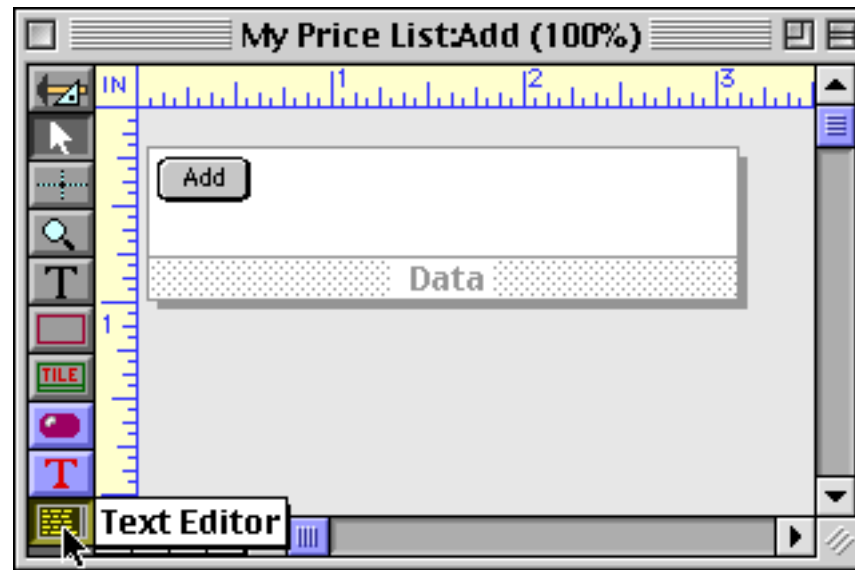 My Price List:Add (100%)
IN 1 2 3
Add
T
Data
1
TILE
T
Text Editor